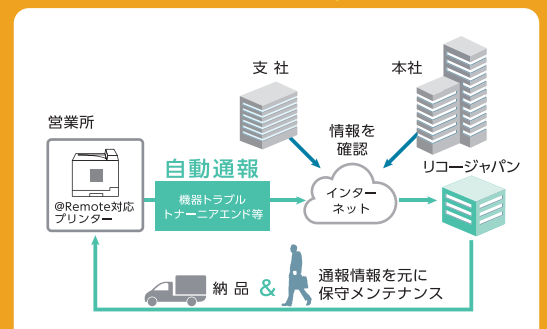 支社
本社
営業所
情報を
確認
リコージャパン
自動通報
@Remote対応
プリンター
機器トラブル
トナーニアエンド等
インター
ネット
納品 &
通報情報を元に
保守メンテナンス